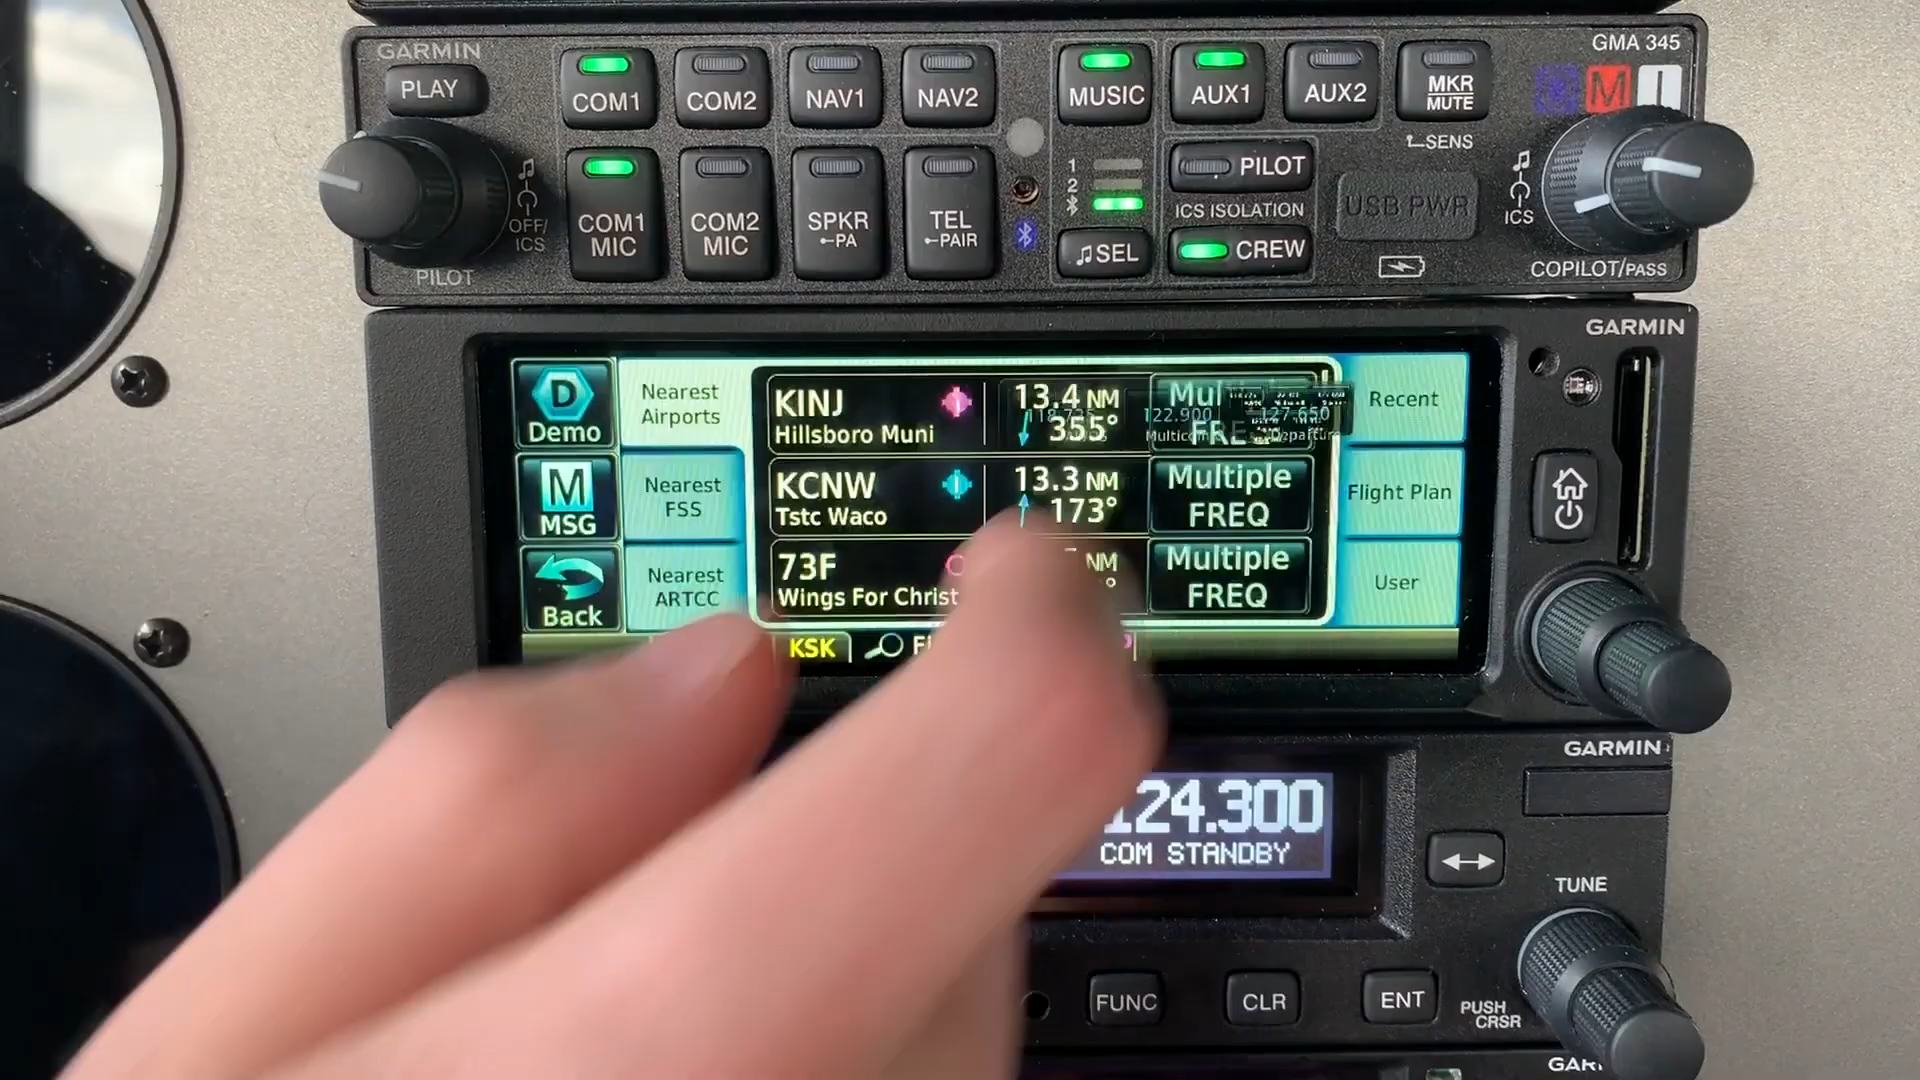 GARMIN
GMA 345
PLAY
COM1
COM2
NAV1
NAV2
MUSIC
AUX1
AUX2
MKR
MUTE
SENS
M
I
1
2
PILOT
ICS ISOLATION
USB PWR
OFF/
ICS
ICS
COM1
MIC
COM2
MIC
SPKR
PA
TEL
PAIR
SEL
CREW
PILOT
COPILOT/PASS
GARMIN
D
Demo
Nearest
Airports
KINJ
Hillsboro Muni
13.4 NM
355°
122.900
127.650
Recent
M
MSG
Nearest
FSS
KCNW
Tstc Waco
13.3 NM
173°
Multiple
FREQ
Flight Plan
Back
Nearest
ARTCC
73F
Wings For Christ
NM
Multiple
FREQ
User
KSK
GARMIN
124.300
COM STANDBY
TUNE
FUNC
CLR
ENT
PUSH
CRSR